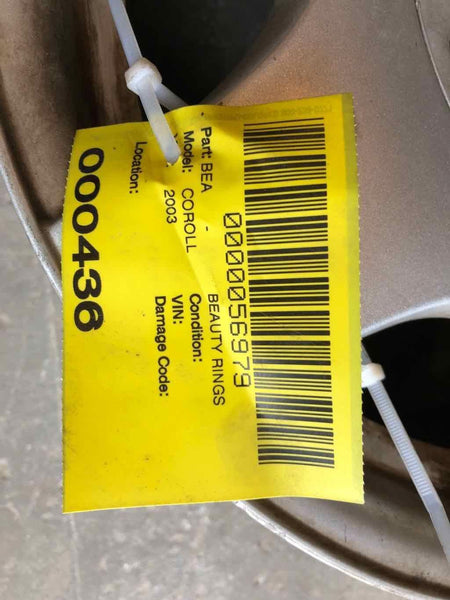 0000056979
Part: BEA - BEAUTY RINGS
Model: COROLL Condition:
2003 VIN:
Damage Code:
Location:
000436